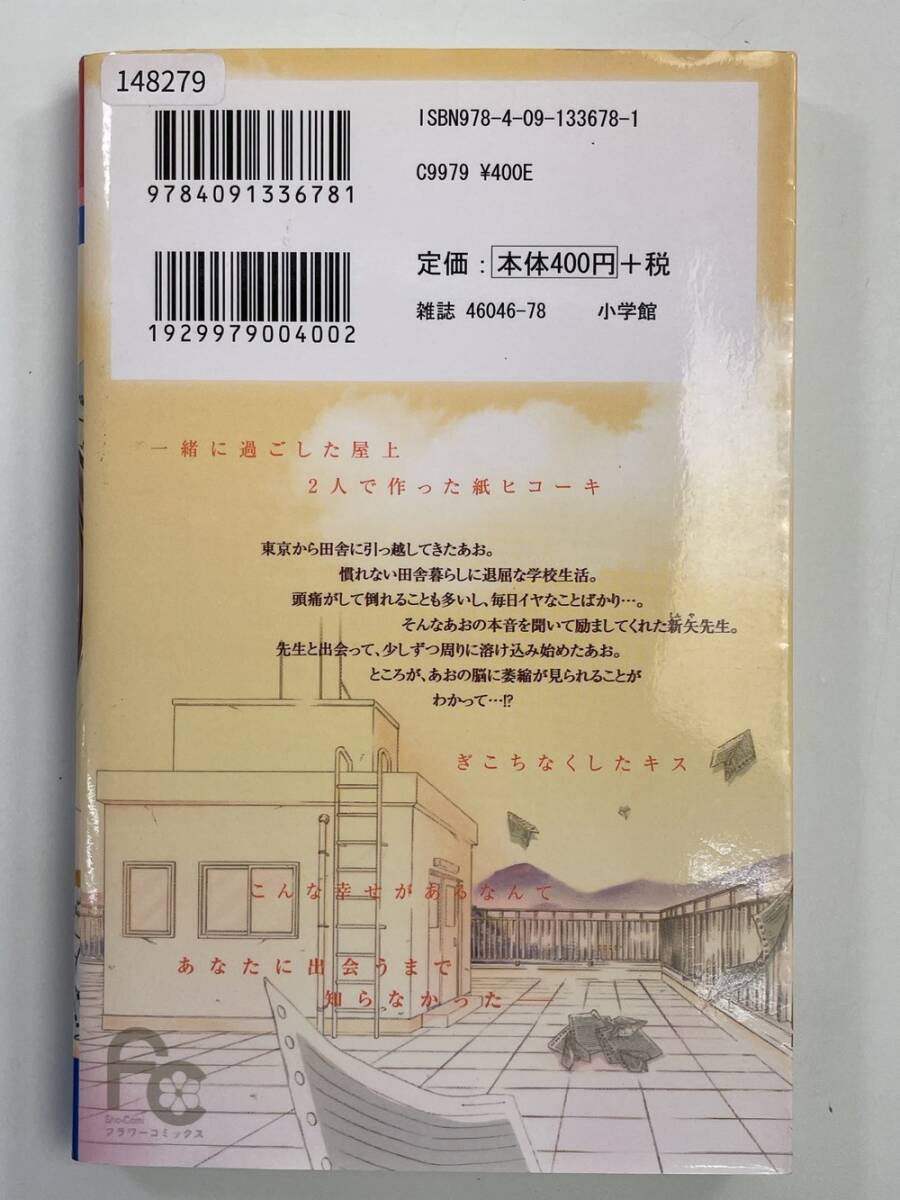 148279
ISBN978-4-09-133678-1
9784091336781
C9979 ¥400E
定価：本体400円＋税
1929979004002
雑誌 46046-78 小学館
一緒に過ごした屋上
2人で作った紙ヒコーキ
東京から田舎に引っ越してきたあお。
慣れない田舎暮らしに退屈な学校生活。
頭痛がして倒れることも多いし、毎日イヤなことばかり…。
そんなあおの本音を聞いて励ましてくれた新矢先生。
先生と出会って、少しずつ周りに溶け込み始めたあお。
ところが、あおの脳に萎縮が見られることが
わかって…!?
ぎこちなくしたキス
こんな幸せがあるなんて
あなたに出会うまで
知らなかった
FC
Sho-Comi
フラワーコミックス